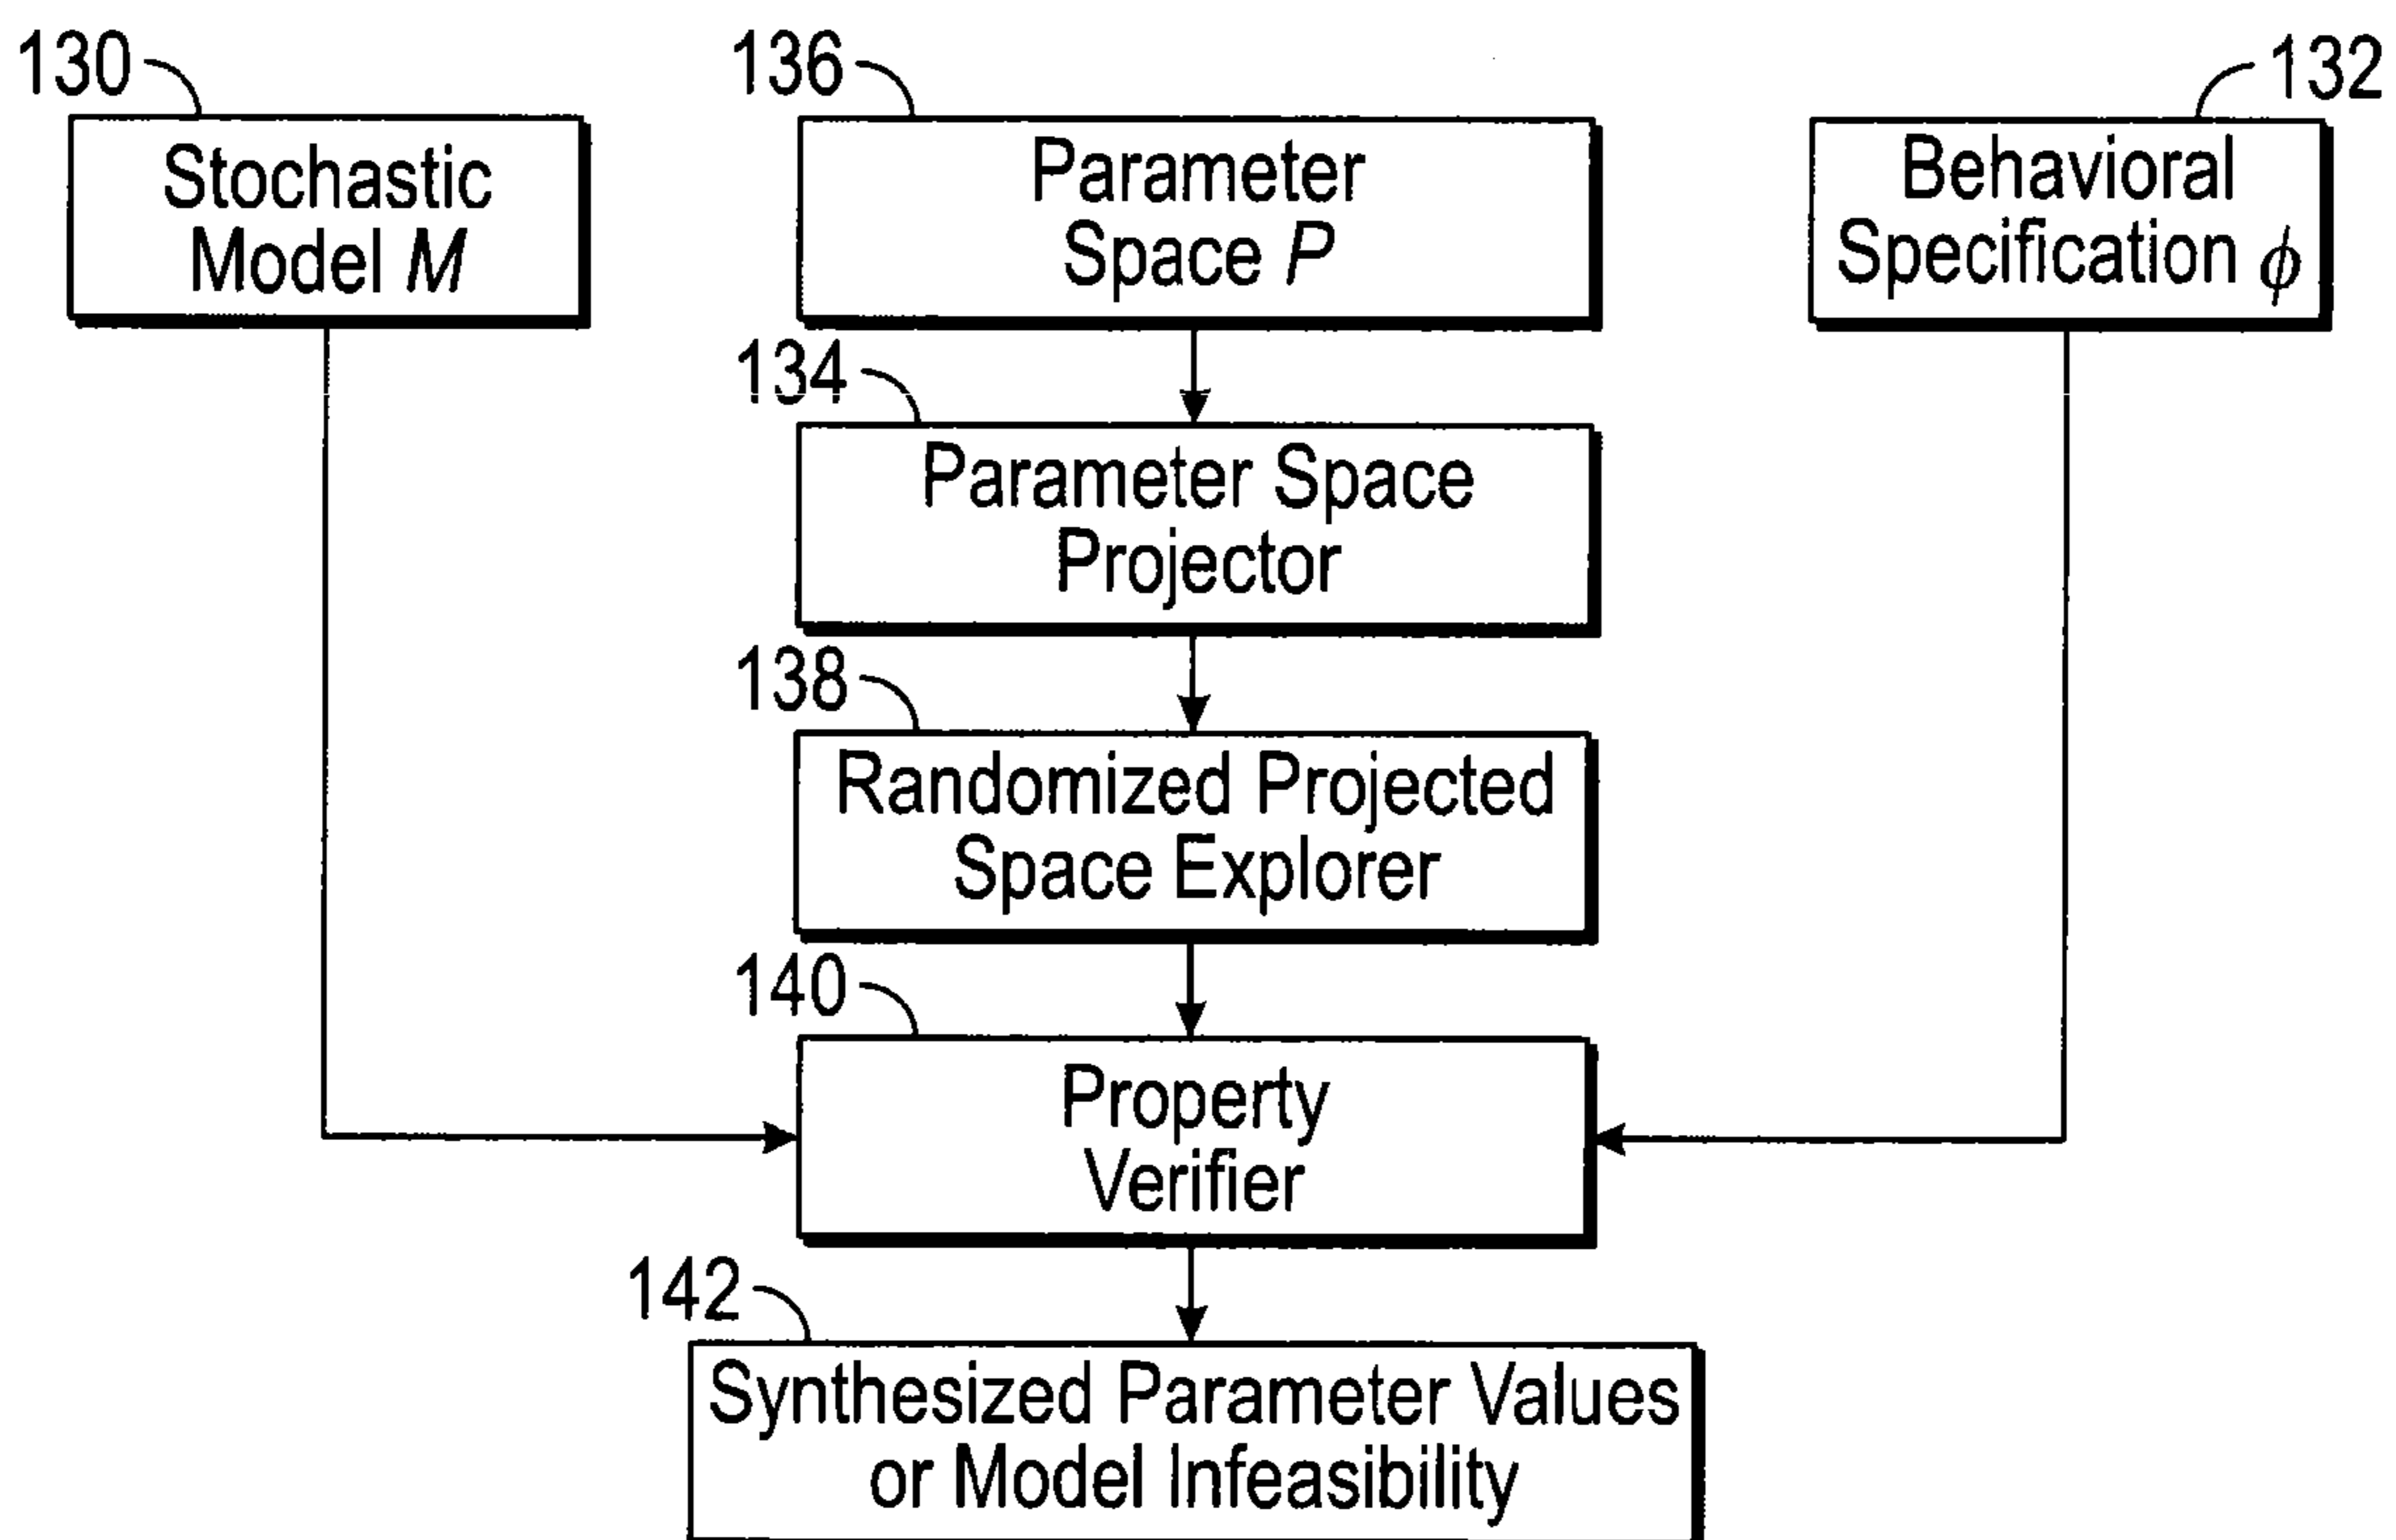 130
136
132
Stochastic
Model M
Parameter
Space P
Behavioral
Specification ϕ
134
Parameter Space
Projector
138
Randomized Projected
Space Explorer
140
Property
Verifier
142
Synthesized Parameter Values
or Model Infeasibility